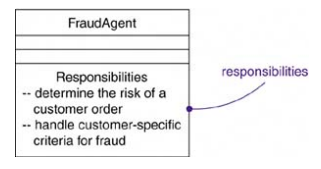 FraudAgent
Responsibilities
-- determine the risk of a
customer order
-- handle customer-specific
criteria for fraud
responsibilities